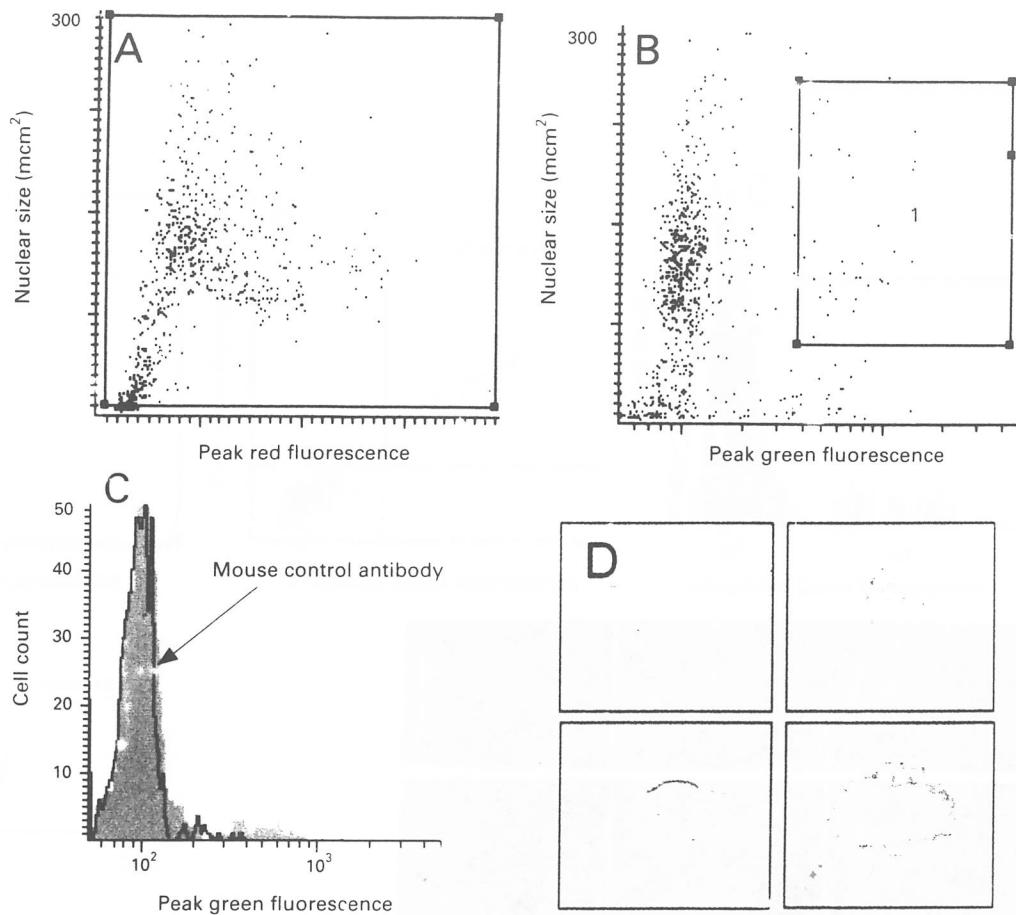 300
A
Nuclear size (mcm²)
Peak red fluorescence
300
B
Nuclear size (mcm²)
1
Peak green fluorescence
C
50
40
30
20
10
Cell count
Mouse control antibody
10²
10³
Peak green fluorescence
D